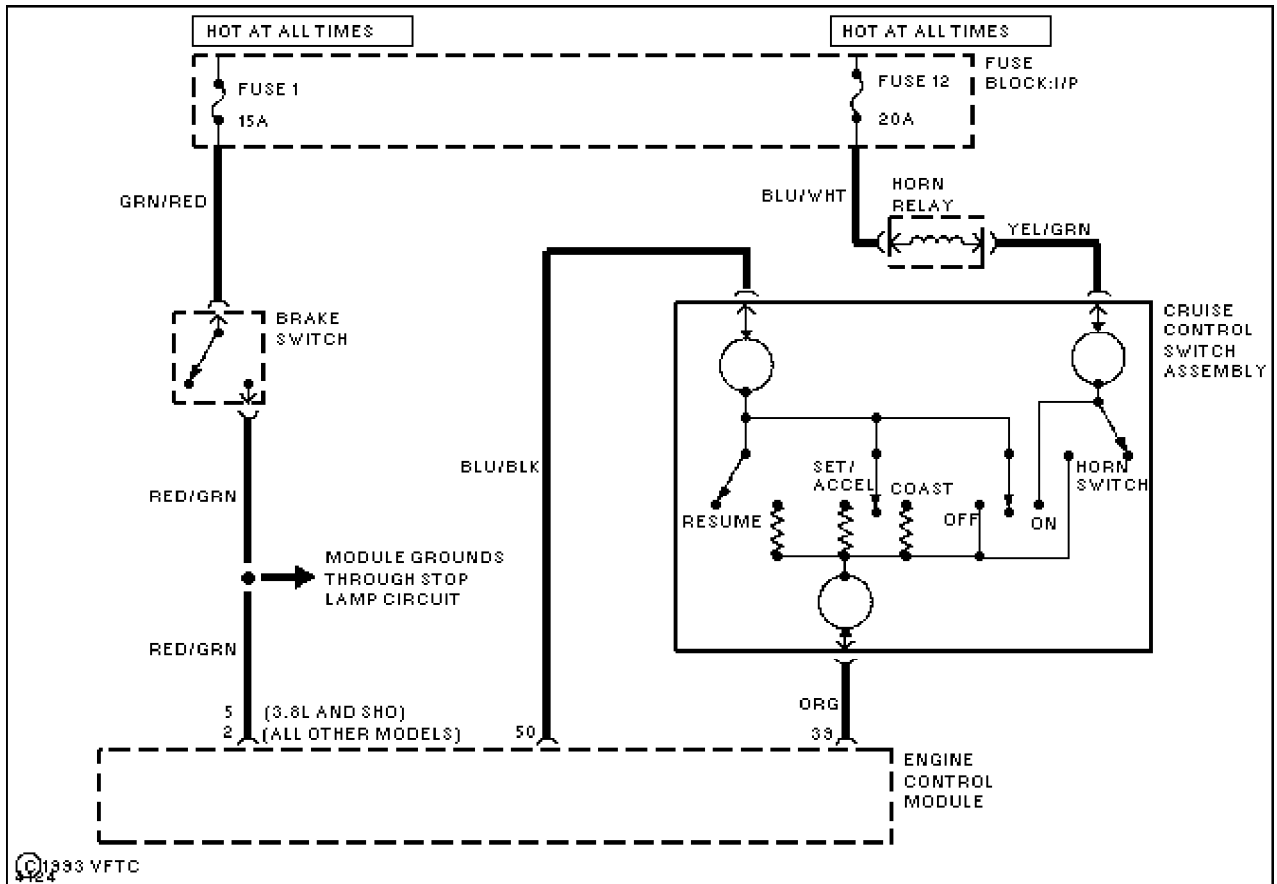 HOT AT ALL TIMES
HOT AT ALL TIMES
FUSE 1
15A
FUSE 12
20A
FUSE
BLOCK:I/P
GRN/RED
BLU/WHT
HORN
RELAY
YEL/GRN
BRAKE
SWITCH
CRUISE
CONTROL
SWITCH
ASSEMBLY
BLU/BLK
RED/GRN
SET/
ACCEL
COAST
RESUME
OFF
ON
HORN
SWITCH
MODULE GROUNDS
THROUGH STOP
LAMP CIRCUIT
RED/GRN
ORG
5 (3.8L AND SHO)
2 (ALL OTHER MODELS)
50
39
ENGINE
CONTROL
MODULE
©1993 VFTC
4124